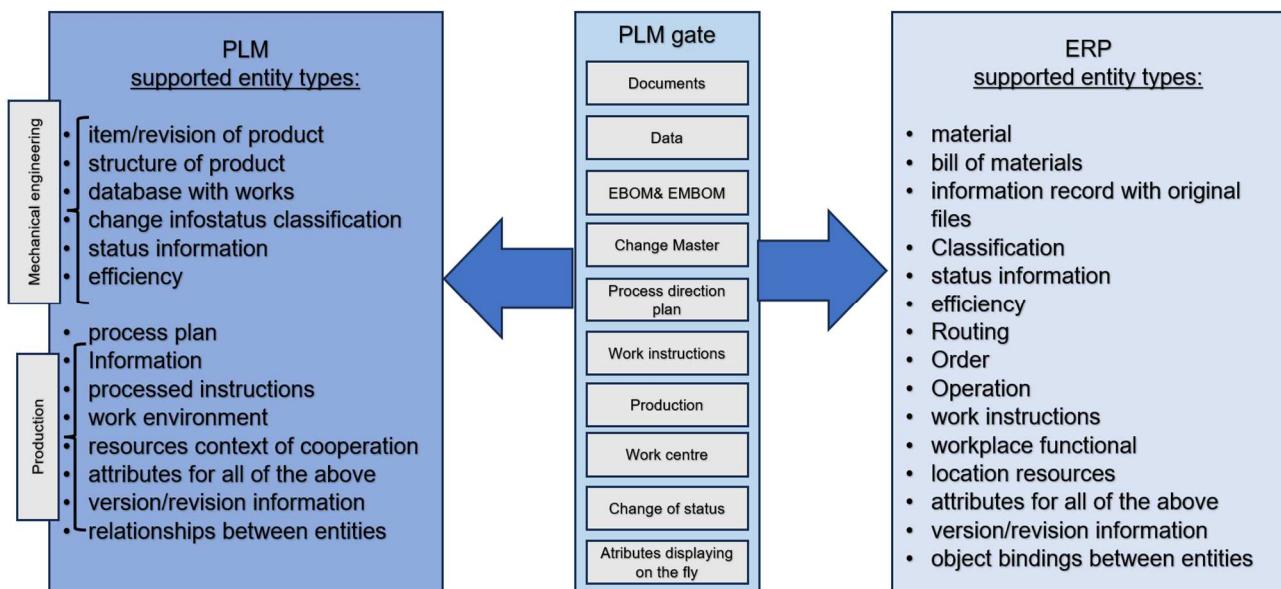 PLM
supported entity types:
Mechanical engineering
• item/revision of product
• structure of product
• database with works
• change infostatus classification
• status information
• efficiency
Production
• process plan
• Information
• processed instructions
• work environment
• resources context of cooperation
• attributes for all of the above
• version/revision information
• relationships between entities
PLM gate
Documents
Data
EBOM& EMBOM
Change Master
Process direction
plan
Work instructions
Production
Work centre
Change of status
Atributes displaying
on the fly
ERP
supported entity types:
• material
• bill of materials
• information record with original
files
• Classification
• status information
• efficiency
• Routing
• Order
• Operation
• work instructions
• workplace functional
• location resources
• attributes for all of the above
• version/revision information
• object bindings between entities